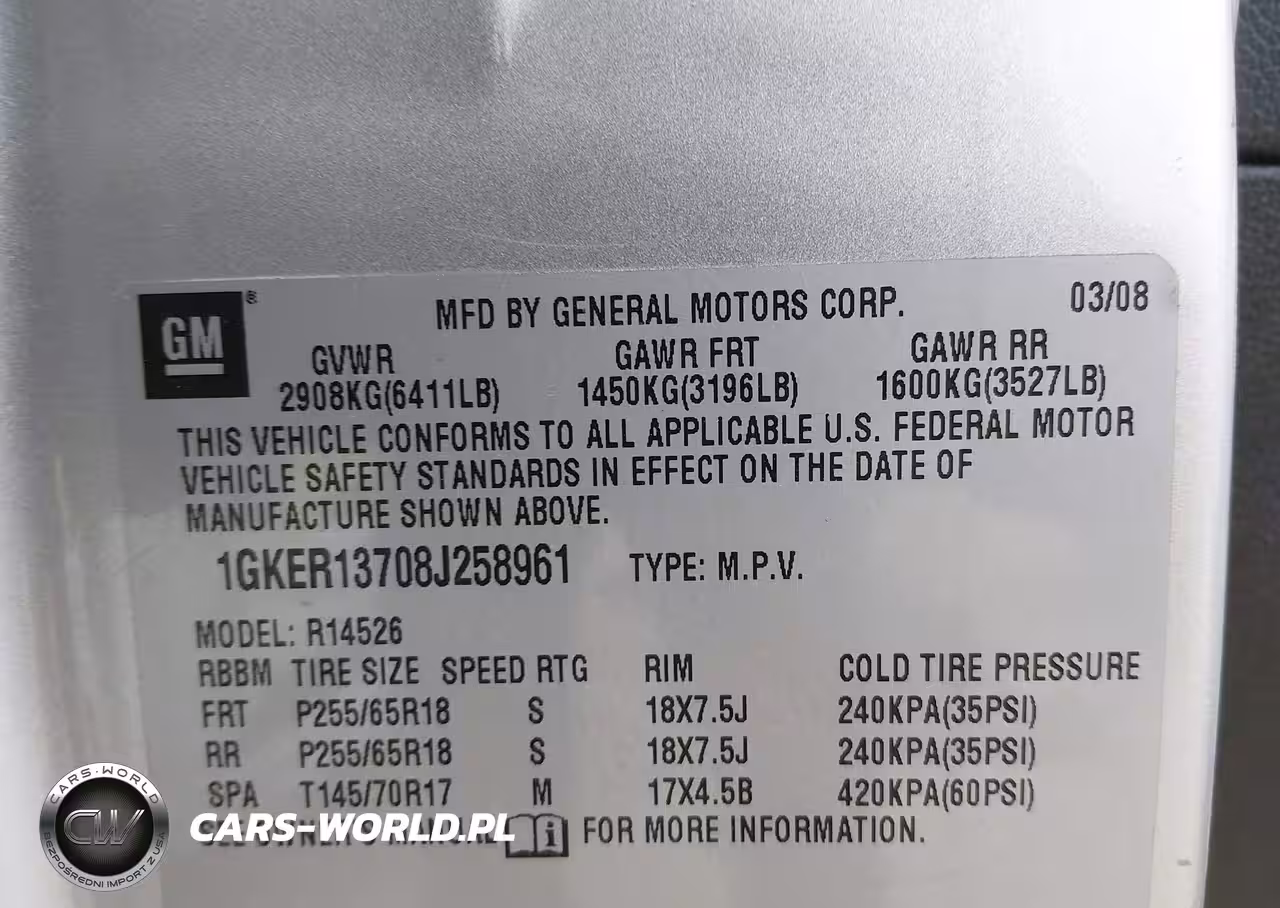 GM ®
MFD BY GENERAL MOTORS CORP. 03/08
GVWR GAWR FRT GAWR RR
2908KG(6411LB) 1450KG(3196LB) 1600KG(3527LB)
THIS VEHICLE CONFORMS TO ALL APPLICABLE U.S. FEDERAL MOTOR
VEHICLE SAFETY STANDARDS IN EFFECT ON THE DATE OF
MANUFACTURE SHOWN ABOVE.
1GKER13708J258961 TYPE: M.P.V.
MODEL: R14526
RBBM TIRE SIZE SPEED RTG RIM COLD TIRE PRESSURE
FRT P255/65R18 S 18X7.5J 240KPA(35PSI)
RR P255/65R18 S 18X7.5J 240KPA(35PSI)
SPA T145/70R17 M 17X4.5B 420KPA(60PSI)
FOR MORE INFORMATION.
CARS-WORLD.PL
CARS-WORLD
CW
BEZPOŚREDNI IMPORT Z USA